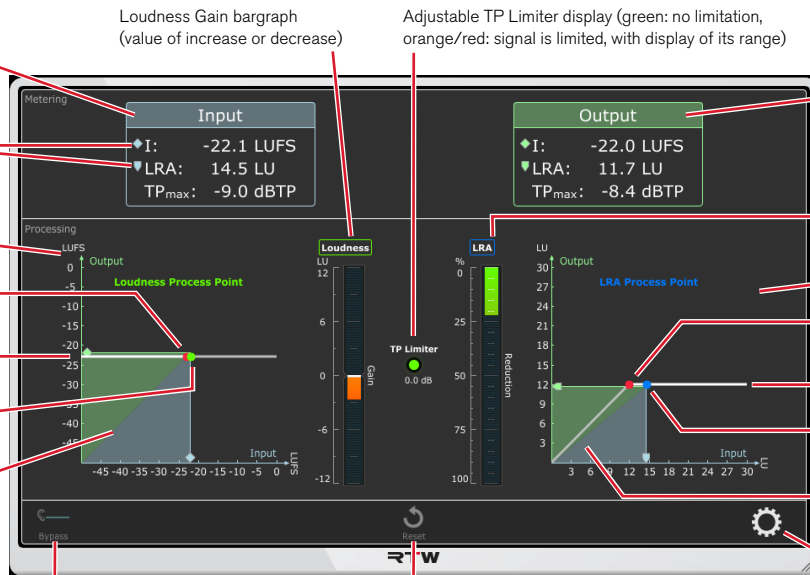 Loudness Gain bargraph
(value of increase or decrease)
Adjustable TP Limiter display (green: no limitation,
orange/red: signal is limited, with display of its range)
Metering
Input
I: -22.1 LUFS
LRA: 14.5 LU
TPmax: -9.0 dBTP
Output
I: -22.0 LUFS
LRA: 11.7 LU
TPmax: -8.4 dBTP
Processing
LUFS
Output
Loudness Process Point
0
-5
-10
-15
-20
-25
-30
-35
-40
-45
-45 -40 -35 -30 -25 -20 -15 -10 -5 0
Input
LUFS
Loudness
LU
12
6
0
-6
-12
Gain
TP Limiter
0.0 dB
LRA
%
0
25
50
75
100
Reduction
LU
Output
LRA Process Point
30
27
24
21
18
15
12
9
6
3
3 6 9 12 15 18 21 24 27 30
Input
LU
Bypass
Reset
RTW